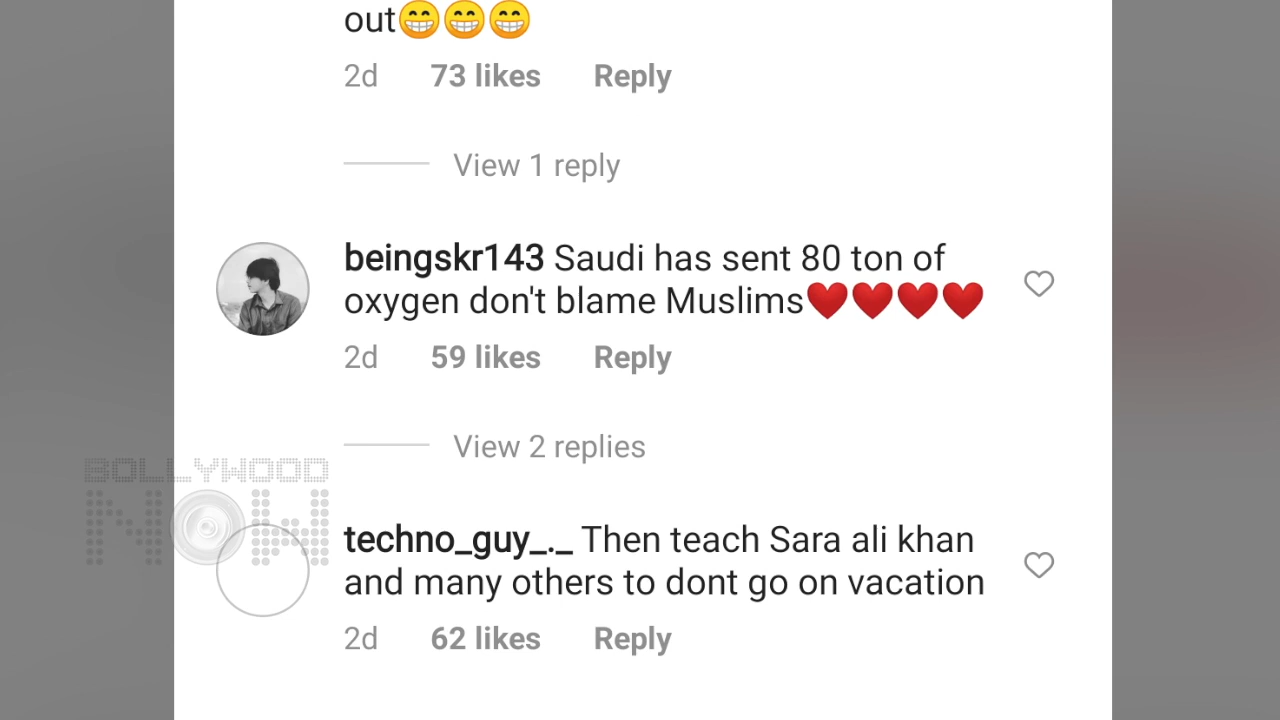 out😁😁😁
2d 73 likes Reply
View 1 reply
beingskr143 Saudi has sent 80 ton of
oxygen don't blame Muslims❤️❤️❤️❤️
2d 59 likes Reply
View 2 replies
BOLLYWOOD
NOW
techno_guy_._ Then teach Sara ali khan
and many others to dont go on vacation
2d 62 likes Reply